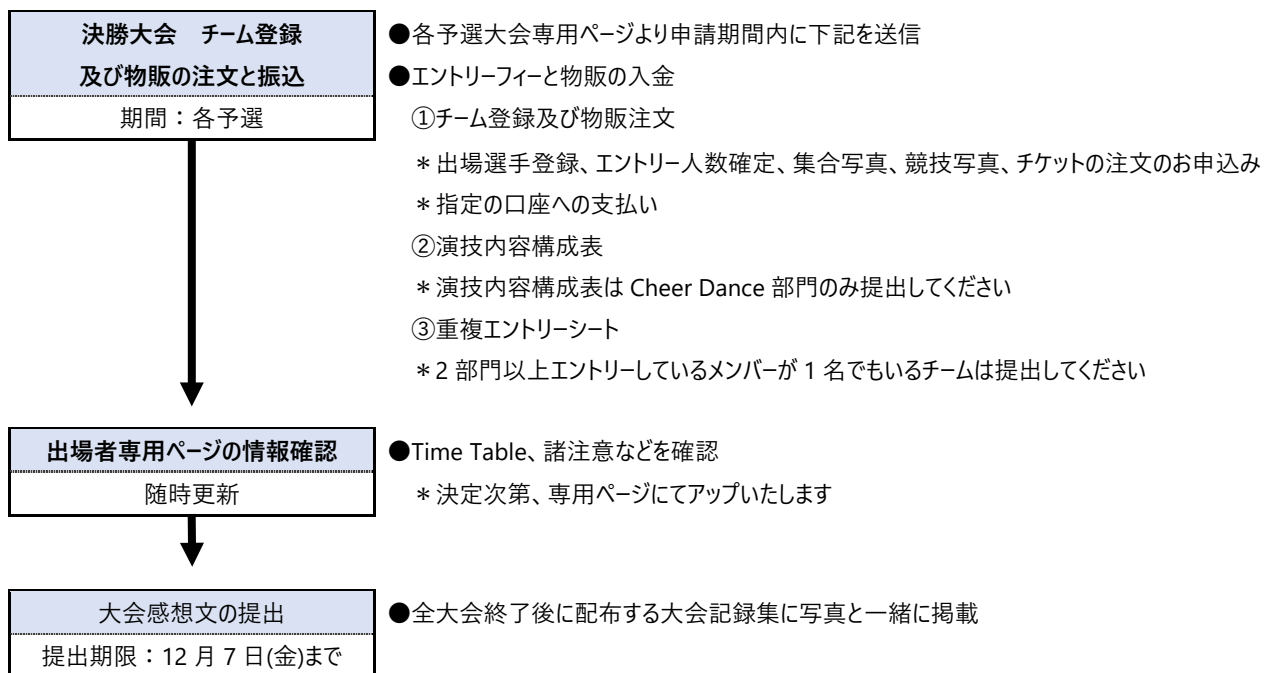 決勝大会　チーム登録
及び物販の注文と振込
期間：各予選
●各予選大会専用ページより申請期間内に下記を送信
●エントリーフィーと物販の入金
①チーム登録及び物販注文
＊出場選手登録、エントリー人数確定、集合写真、競技写真、チケットの注文のお申込み
＊指定の口座への支払い
②演技内容構成表
＊演技内容構成表は Cheer Dance 部門のみ提出してください
③重複エントリーシート
＊2 部門以上エントリーしているメンバーが 1 名でもいるチームは提出してください
出場者専用ページの情報確認
随時更新
●Time Table、諸注意などを確認
＊決定次第、専用ページにてアップいたします
大会感想文の提出
提出期限：12 月 7 日(金)まで
●全大会終了後に配布する大会記録集に写真と一緒に掲載